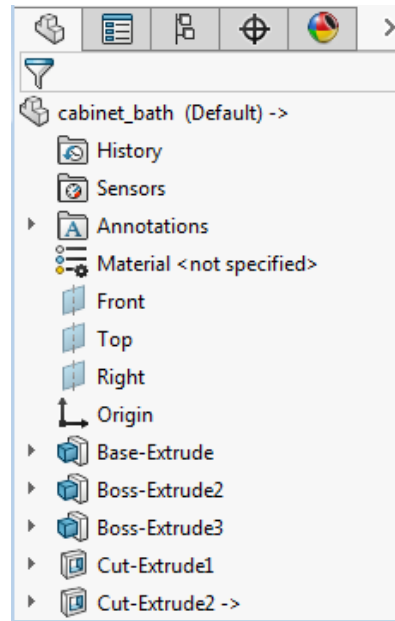 cabinet_bath (Default) ->
History
Sensors
A Annotations
Material <not specified>
Front
Top
Right
Origin
Base-Extrude
Boss-Extrude2
Boss-Extrude3
Cut-Extrude1
Cut-Extrude2 ->